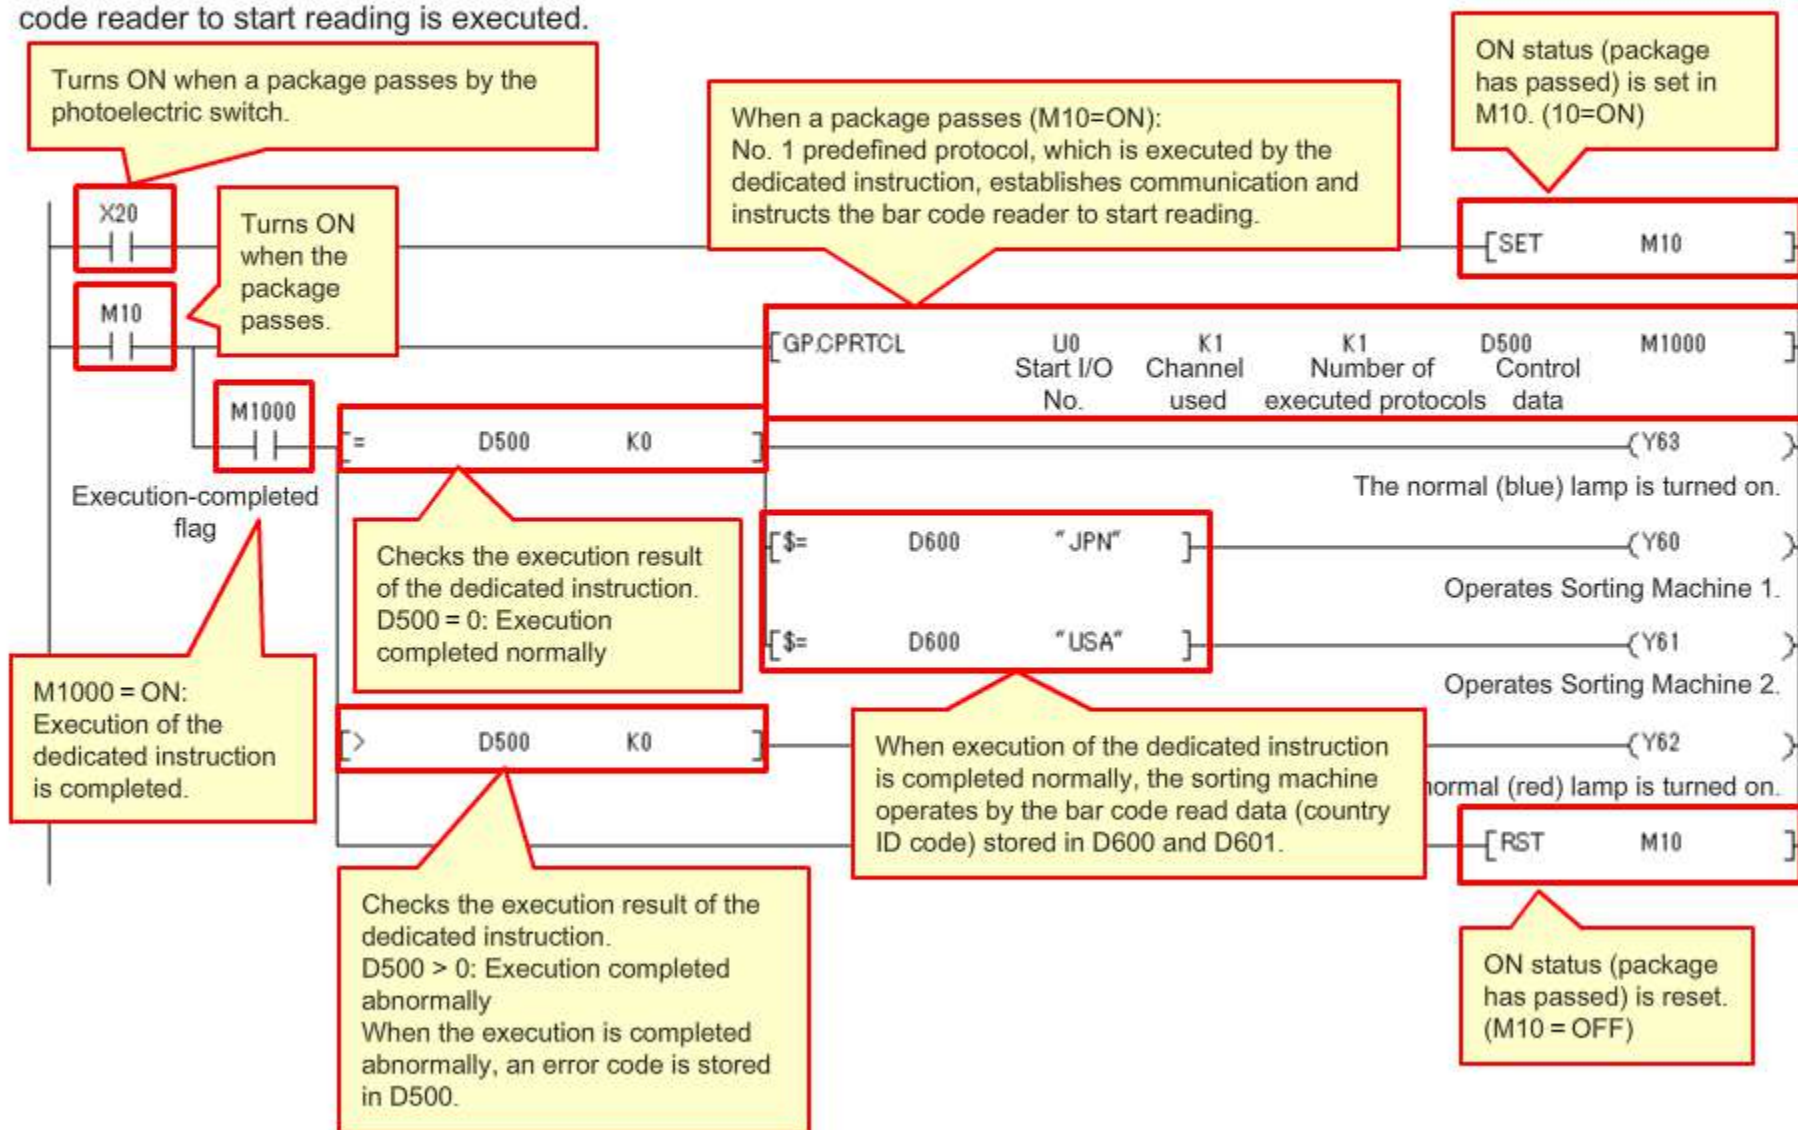 code reader to start reading is executed.
Turns ON when a package passes by the
photoelectric switch.
ON status (package
has passed) is set in
M10. (10=ON)
When a package passes (M10=ON):
No. 1 predefined protocol, which is executed by the
dedicated instruction, establishes communication and
instructs the bar code reader to start reading.
X20
Turns ON
when the
package
passes.
[SET M10 ]
M10
[GP.CPRTCL U0 K1 K1 D500 M1000 ]
Start I/O No.
Channel used
Number of executed protocols
Control data
M1000
[= D500 K0 ]
(Y63 )
The normal (blue) lamp is turned on.
Execution-completed
flag
Checks the execution result
of the dedicated instruction.
D500 = 0: Execution
completed normally
[$= D600 "JPN" ]
(Y60 )
Operates Sorting Machine 1.
[$= D600 "USA" ]
(Y61 )
Operates Sorting Machine 2.
M1000 = ON:
Execution of the
dedicated instruction
is completed.
[> D500 K0 ]
(Y62 )
normal (red) lamp is turned on.
When execution of the dedicated instruction
is completed normally, the sorting machine
operates by the bar code read data (country
ID code) stored in D600 and D601.
[RST M10 ]
Checks the execution result of the
dedicated instruction.
D500 > 0: Execution completed
abnormally
When the execution is completed
abnormally, an error code is stored
in D500.
ON status (package
has passed) is reset.
(M10 = OFF)